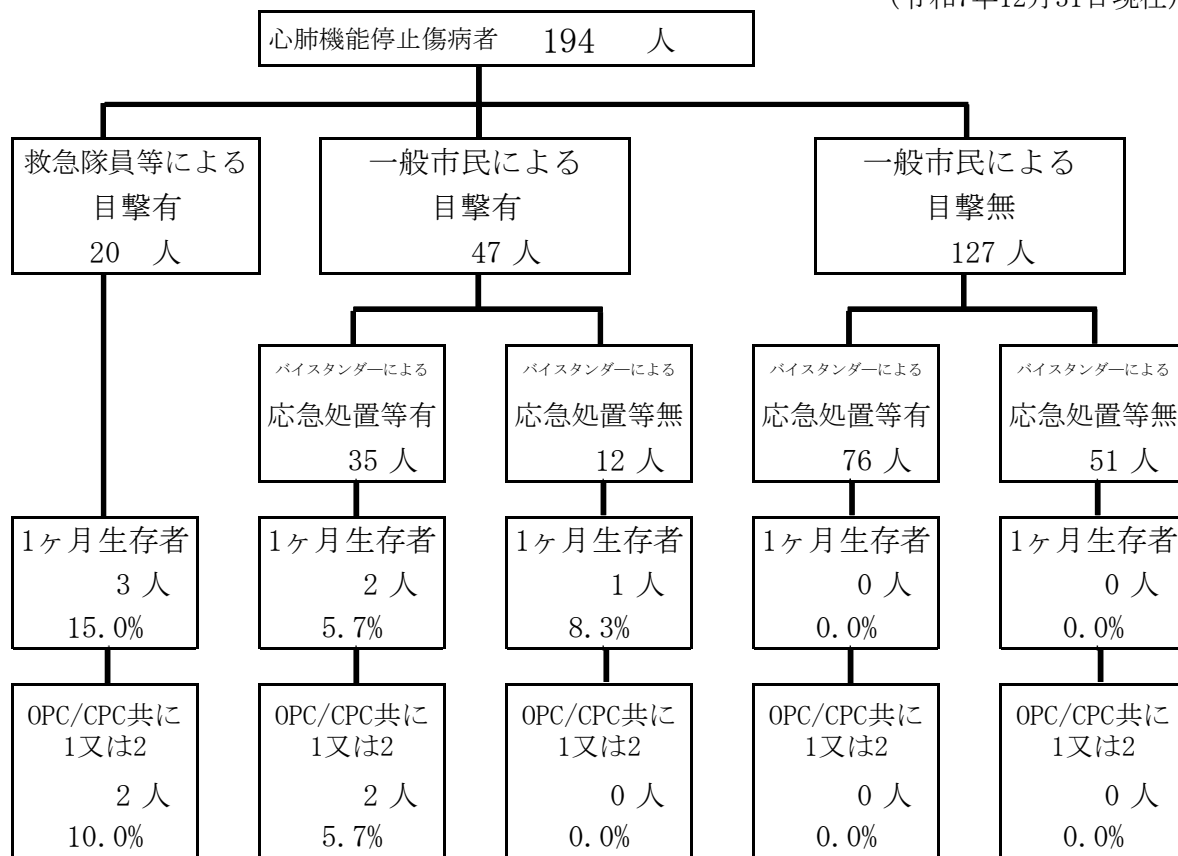 心肺機能停止傷病者 194 人
救急隊員等による
目撃有
20 人
一般市民による
目撃有
47 人
一般市民による
目撃無
127 人
バイスタンダーによる
応急処置等有
35 人
バイスタンダーによる
応急処置等無
12 人
バイスタンダーによる
応急処置等有
76 人
バイスタンダーによる
応急処置等無
51 人
1ヶ月生存者
3 人
15.0%
1ヶ月生存者
2 人
5.7%
1ヶ月生存者
1 人
8.3%
1ヶ月生存者
0 人
0.0%
1ヶ月生存者
0 人
0.0%
OPC/CPC共に
1又は2
2 人
10.0%
OPC/CPC共に
1又は2
2 人
5.7%
OPC/CPC共に
1又は2
0 人
0.0%
OPC/CPC共に
1又は2
0 人
0.0%
OPC/CPC共に
1又は2
0 人
0.0%